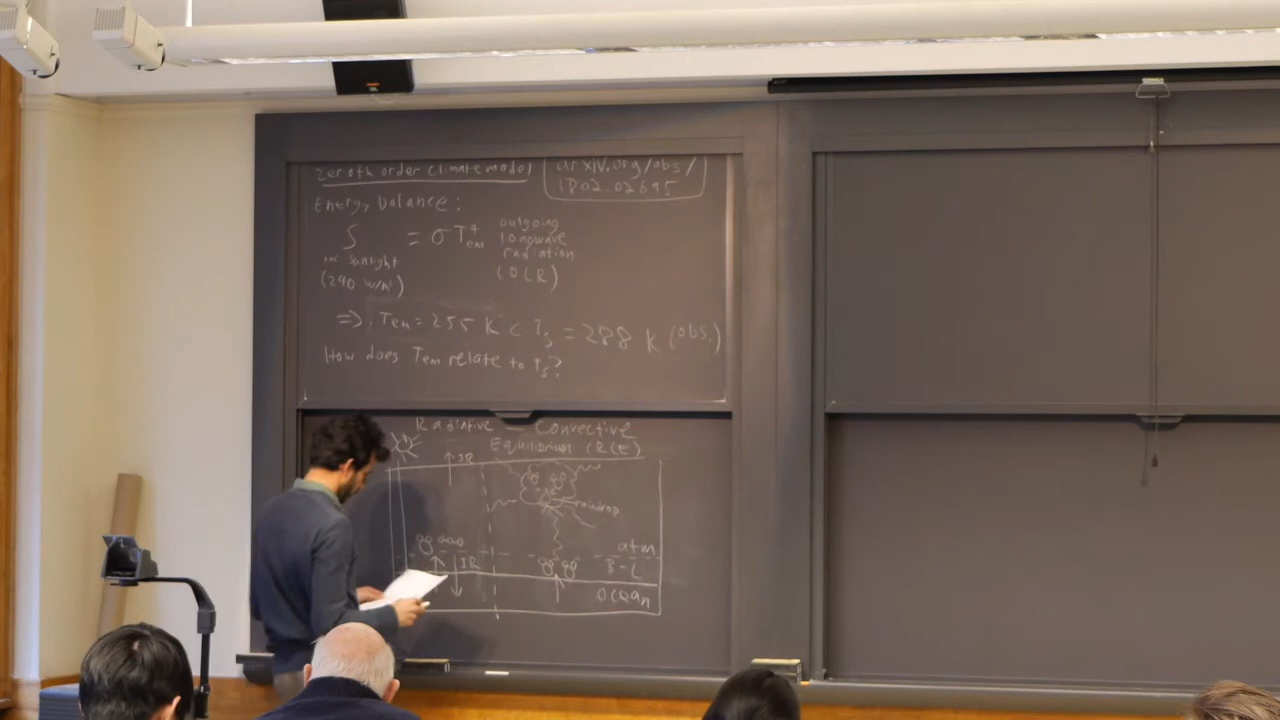 Zeroth order climate model
arxiv.org/abs/
1802.02695
Energy balance:
S = σT⁴em
outgoing
longwave
radiation
(OLR)
inc sunlight
(240 W/m²)
⇒ Tem = 255 K < Ts = 288 K (obs.)
How does Tem relate to Ts?
Radiative - Convective
Equilibrium (RCE)
↑IR
raindrop
atm
↓IR
B-L
Ocean